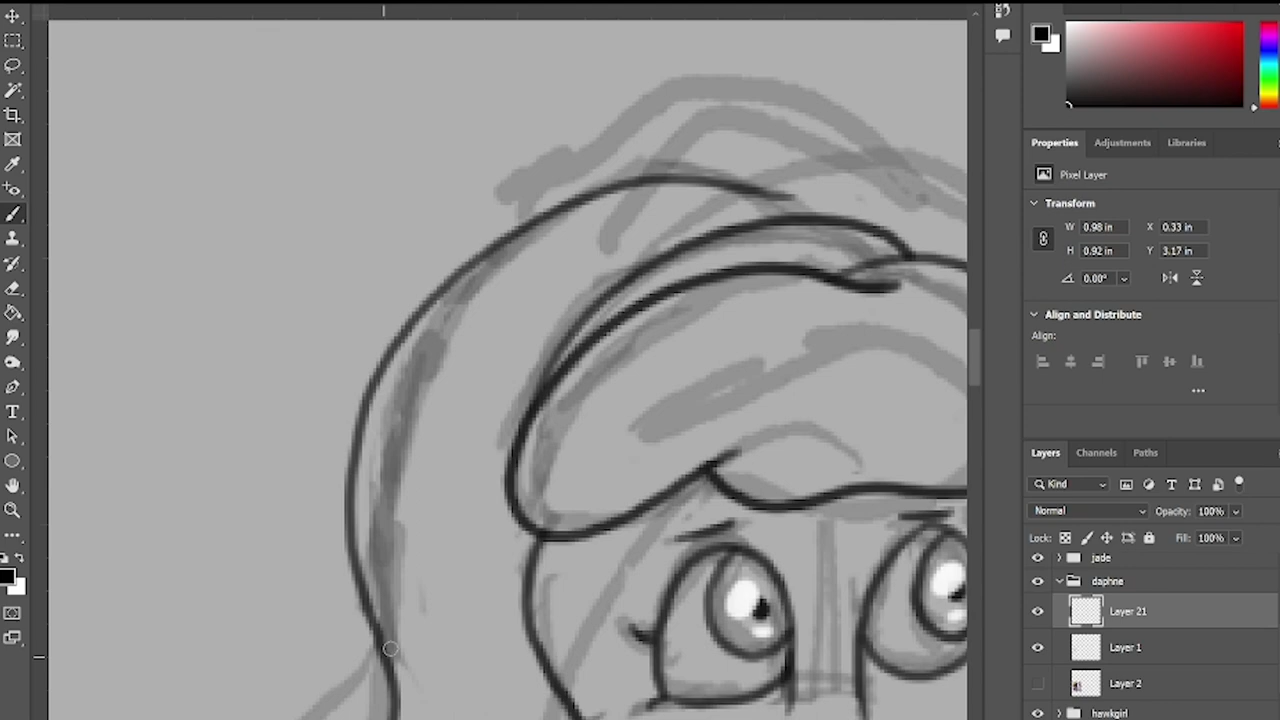 Properties Adjustments Libraries
Pixel Layer
Transform
W 0.98 in X 0.33 in
H 0.92 in Y 3.17 in
0.00°
Align and Distribute
Align:
Layers Channels Paths
Kind
Normal Opacity: 100%
Lock: Fill: 100%
jade
daphne
Layer 21
Layer 1
Layer 2
hawkgirl